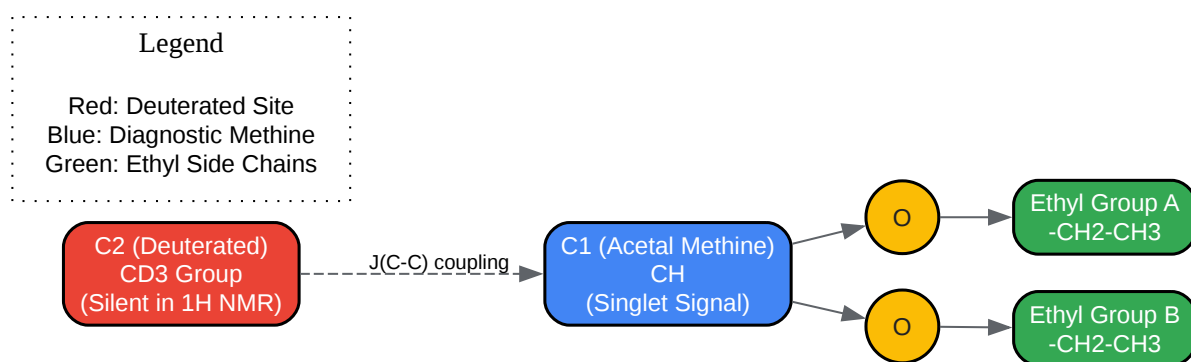 Legend
Red: Deuterated Site
Blue: Diagnostic Methine
Green: Ethyl Side Chains
C2 (Deuterated)
CD3 Group
(Silent in 1H NMR)
J(C-C) coupling
C1 (Acetal Methine)
CH
(Singlet Signal)
O
Ethyl Group A
-CH2-CH3
O
Ethyl Group B
-CH2-CH3